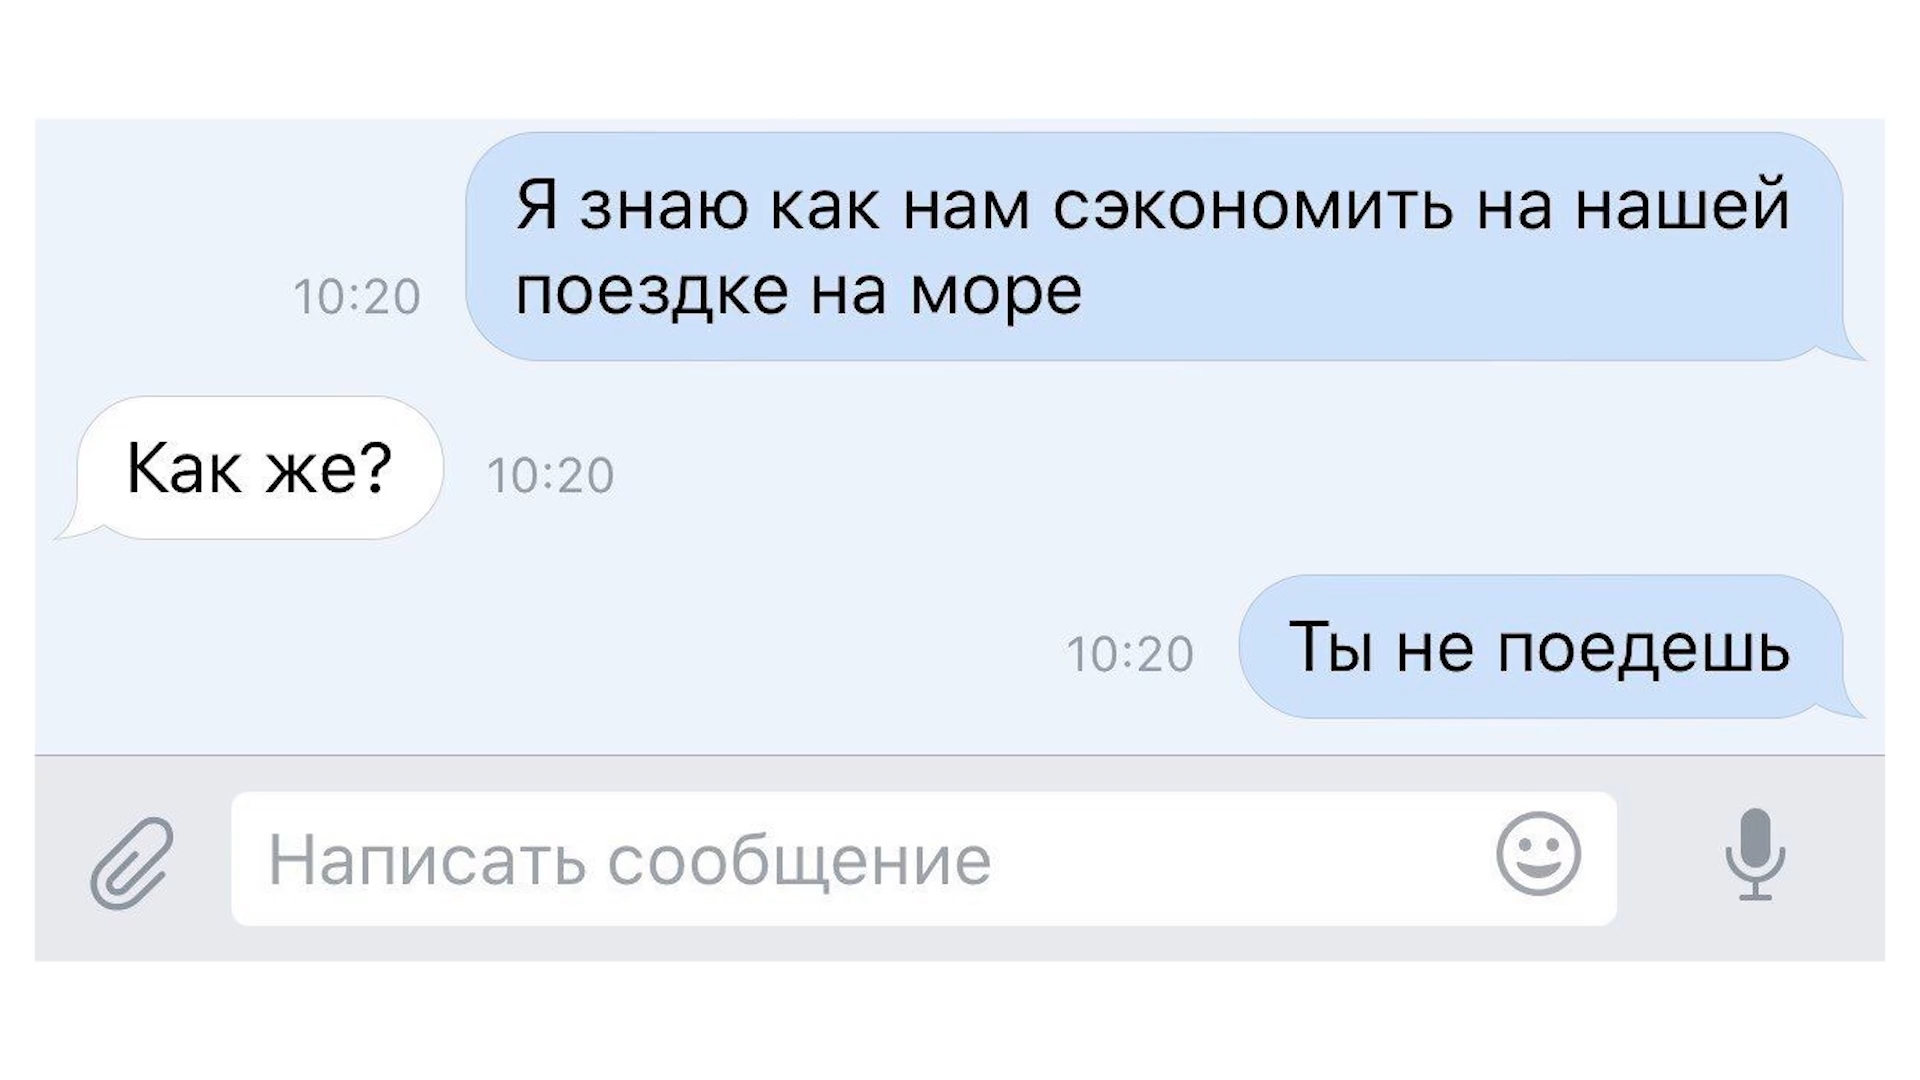 Я знаю как нам сэкономить на нашей
поездке на море
10:20
Как же?
10:20
10:20
Ты не поедешь
Написать сообщение